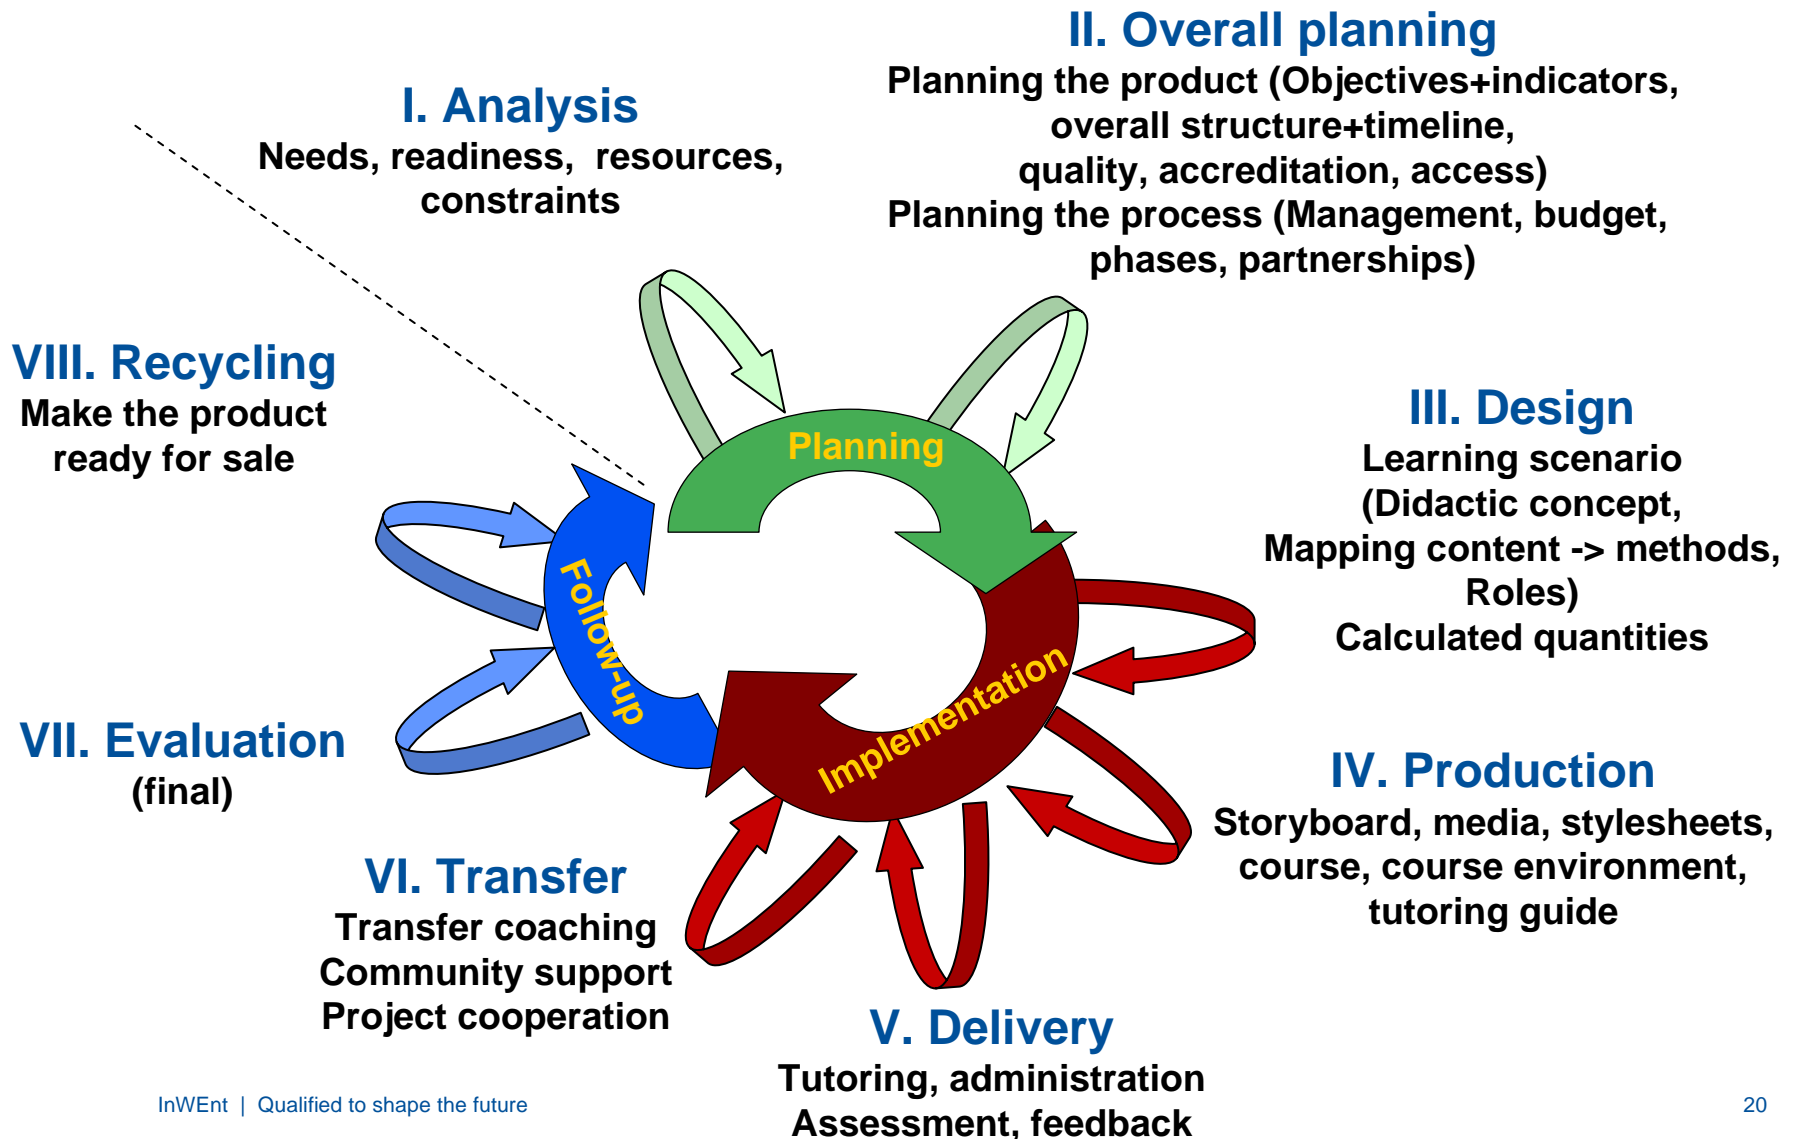 I. Analysis
Needs, readiness, resources,
constraints
II. Overall planning
Planning the product (Objectives+indicators,
overall structure+timeline,
quality, accreditation, access)
Planning the process (Management, budget,
phases, partnerships)
III. Design
Learning scenario
(Didactic concept,
Mapping content -> methods,
Roles)
Calculated quantities
IV. Production
Storyboard, media, stylesheets,
course, course environment,
tutoring guide
V. Delivery
Tutoring, administration
Assessment, feedback
VI. Transfer
Transfer coaching
Community support
Project cooperation
VII. Evaluation
(final)
VIII. Recycling
Make the product
ready for sale
Planning
Implementation
Follow-up
InWEnt | Qualified to shape the future
20